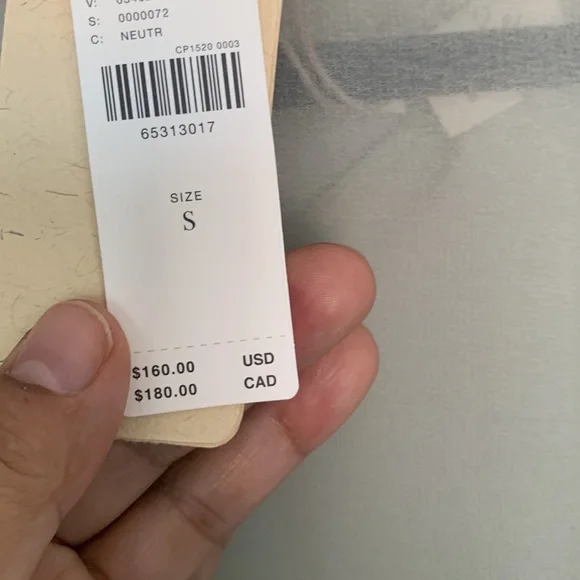 V:
S: 0000072
C: NEUTR
CP1520 0003
65313017
SIZE
S
$160.00 USD
$180.00 CAD